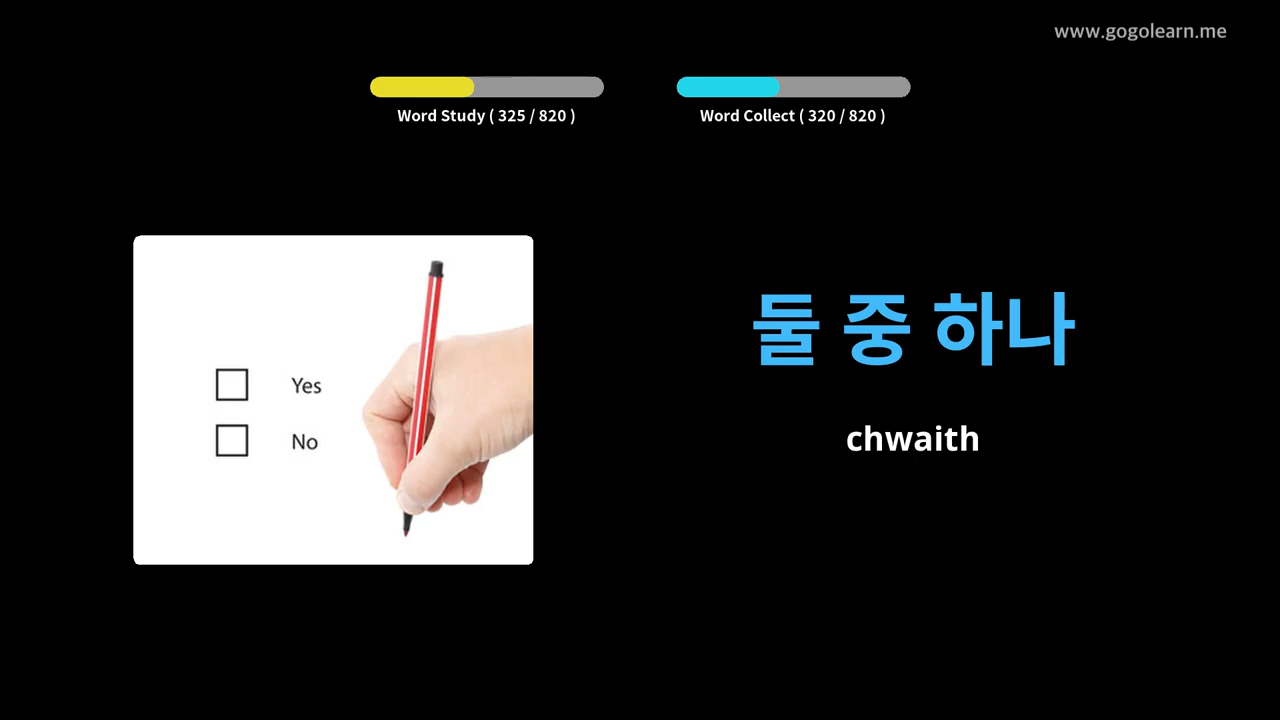 www.gogolearn.me
Word Study ( 325 / 820 )
Word Collect ( 320 / 820 )
Yes
No
둘 중 하나
chwaith